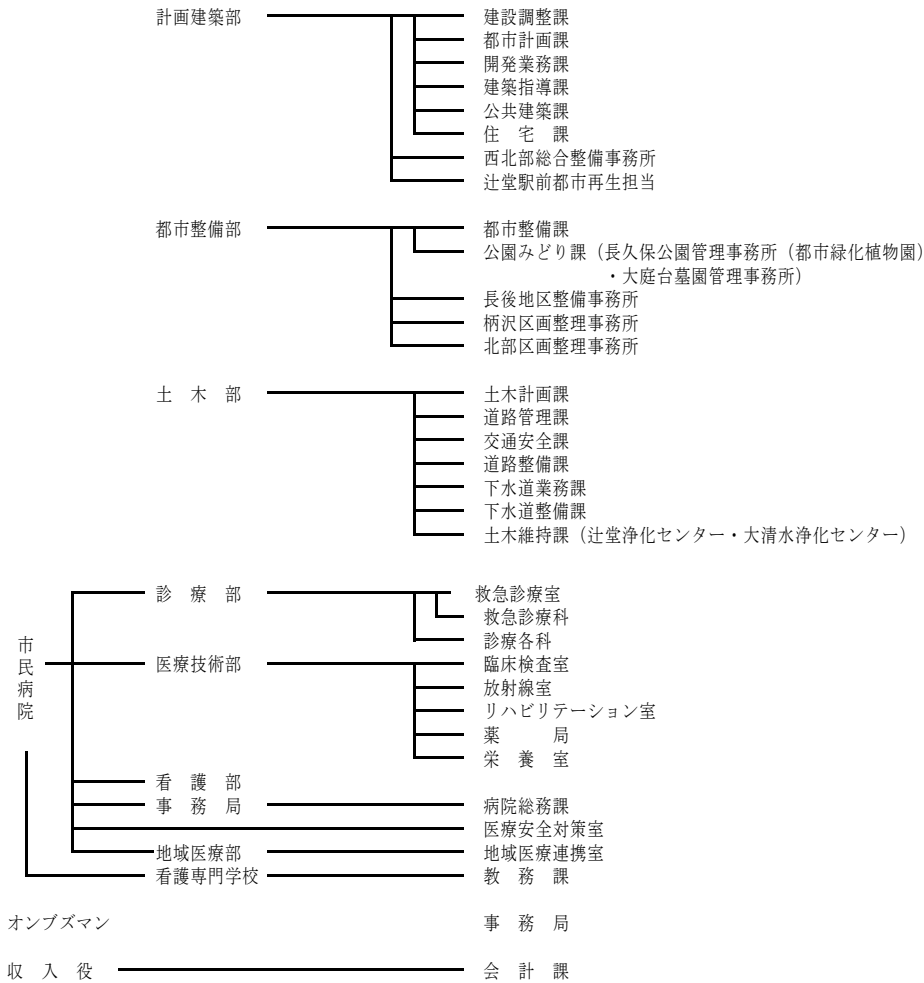 計画建築部 建設調整課
都市計画課
開発業務課
建築指導課
公共建築課
住 宅 課
西北部総合整備事務所
辻堂駅前都市再生担当
都市整備部 都市整備課
公園みどり課（長久保公園管理事務所（都市緑化植物園）
・大庭台墓園管理事務所）
長後地区整備事務所
柄沢区画整理事務所
北部区画整理事務所
土 木 部 土木計画課
道路管理課
交通安全課
道路整備課
下水道業務課
下水道整備課
土木維持課（辻堂浄化センター・大清水浄化センター）
市民病院
診 療 部 救急診療室
救急診療科
診療各科
医療技術部 臨床検査室
放射線室
リハビリテーション室
薬 局
栄 養 室
看 護 部
事 務 局 病院総務課
医療安全対策室
地域医療部 地域医療連携室
看護専門学校 教 務 課
オンブズマン 事 務 局
収 入 役 会 計 課